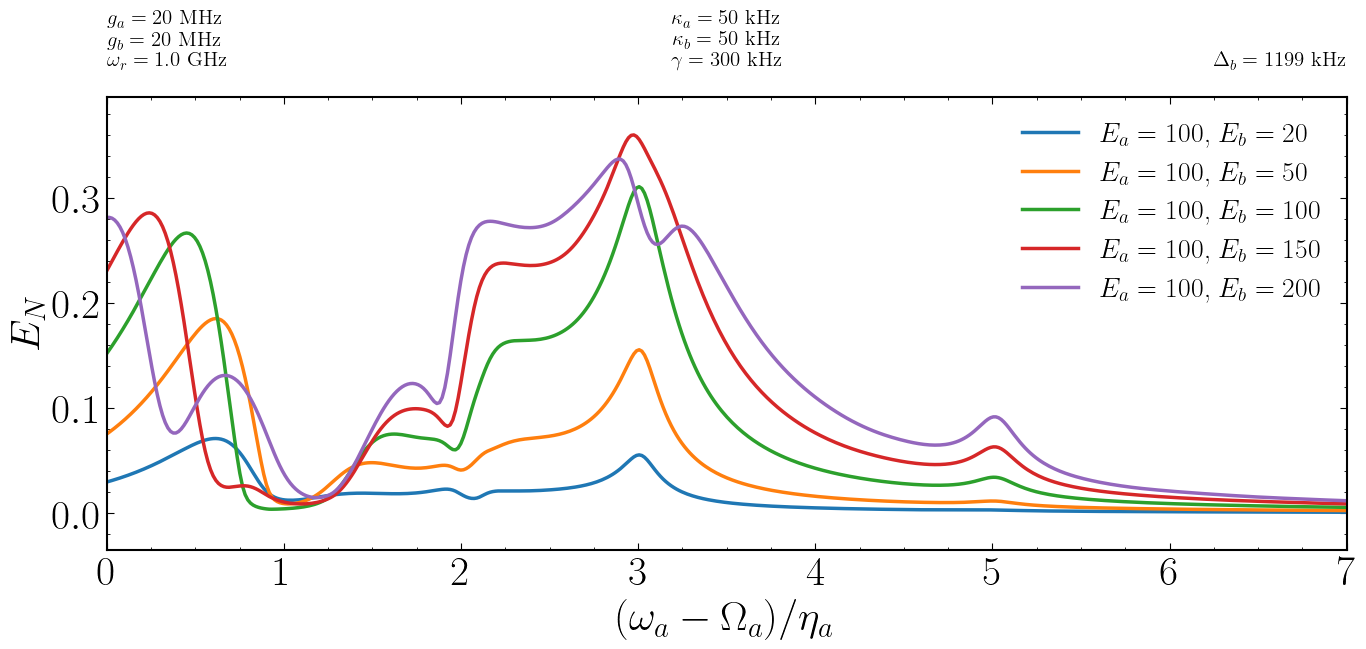 g_a = 20 MHz
g_b = 20 MHz
ω_r = 1.0 GHz
κ_a = 50 kHz
κ_b = 50 kHz
γ = 300 kHz
Δ_b = 1199 kHz
E_a = 100, E_b = 20
E_a = 100, E_b = 50
E_a = 100, E_b = 100
E_a = 100, E_b = 150
E_a = 100, E_b = 200
E_N
0.3
0.2
0.1
0.0
0 1 2 3 4 5 6 7
(ω_a − Ω_a)/η_a